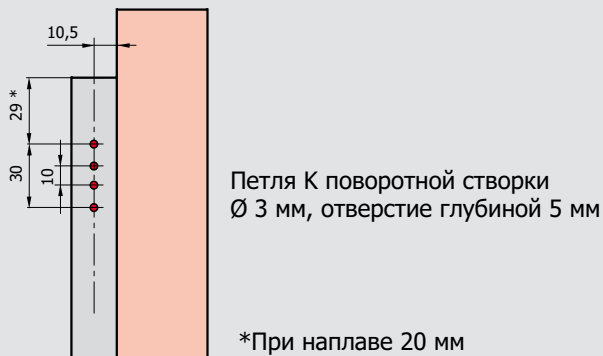 10,5
29 *
30
10
Петля K поворотной створки
Ø 3 мм, отверстие глубиной 5 мм
*При наплаве 20 мм